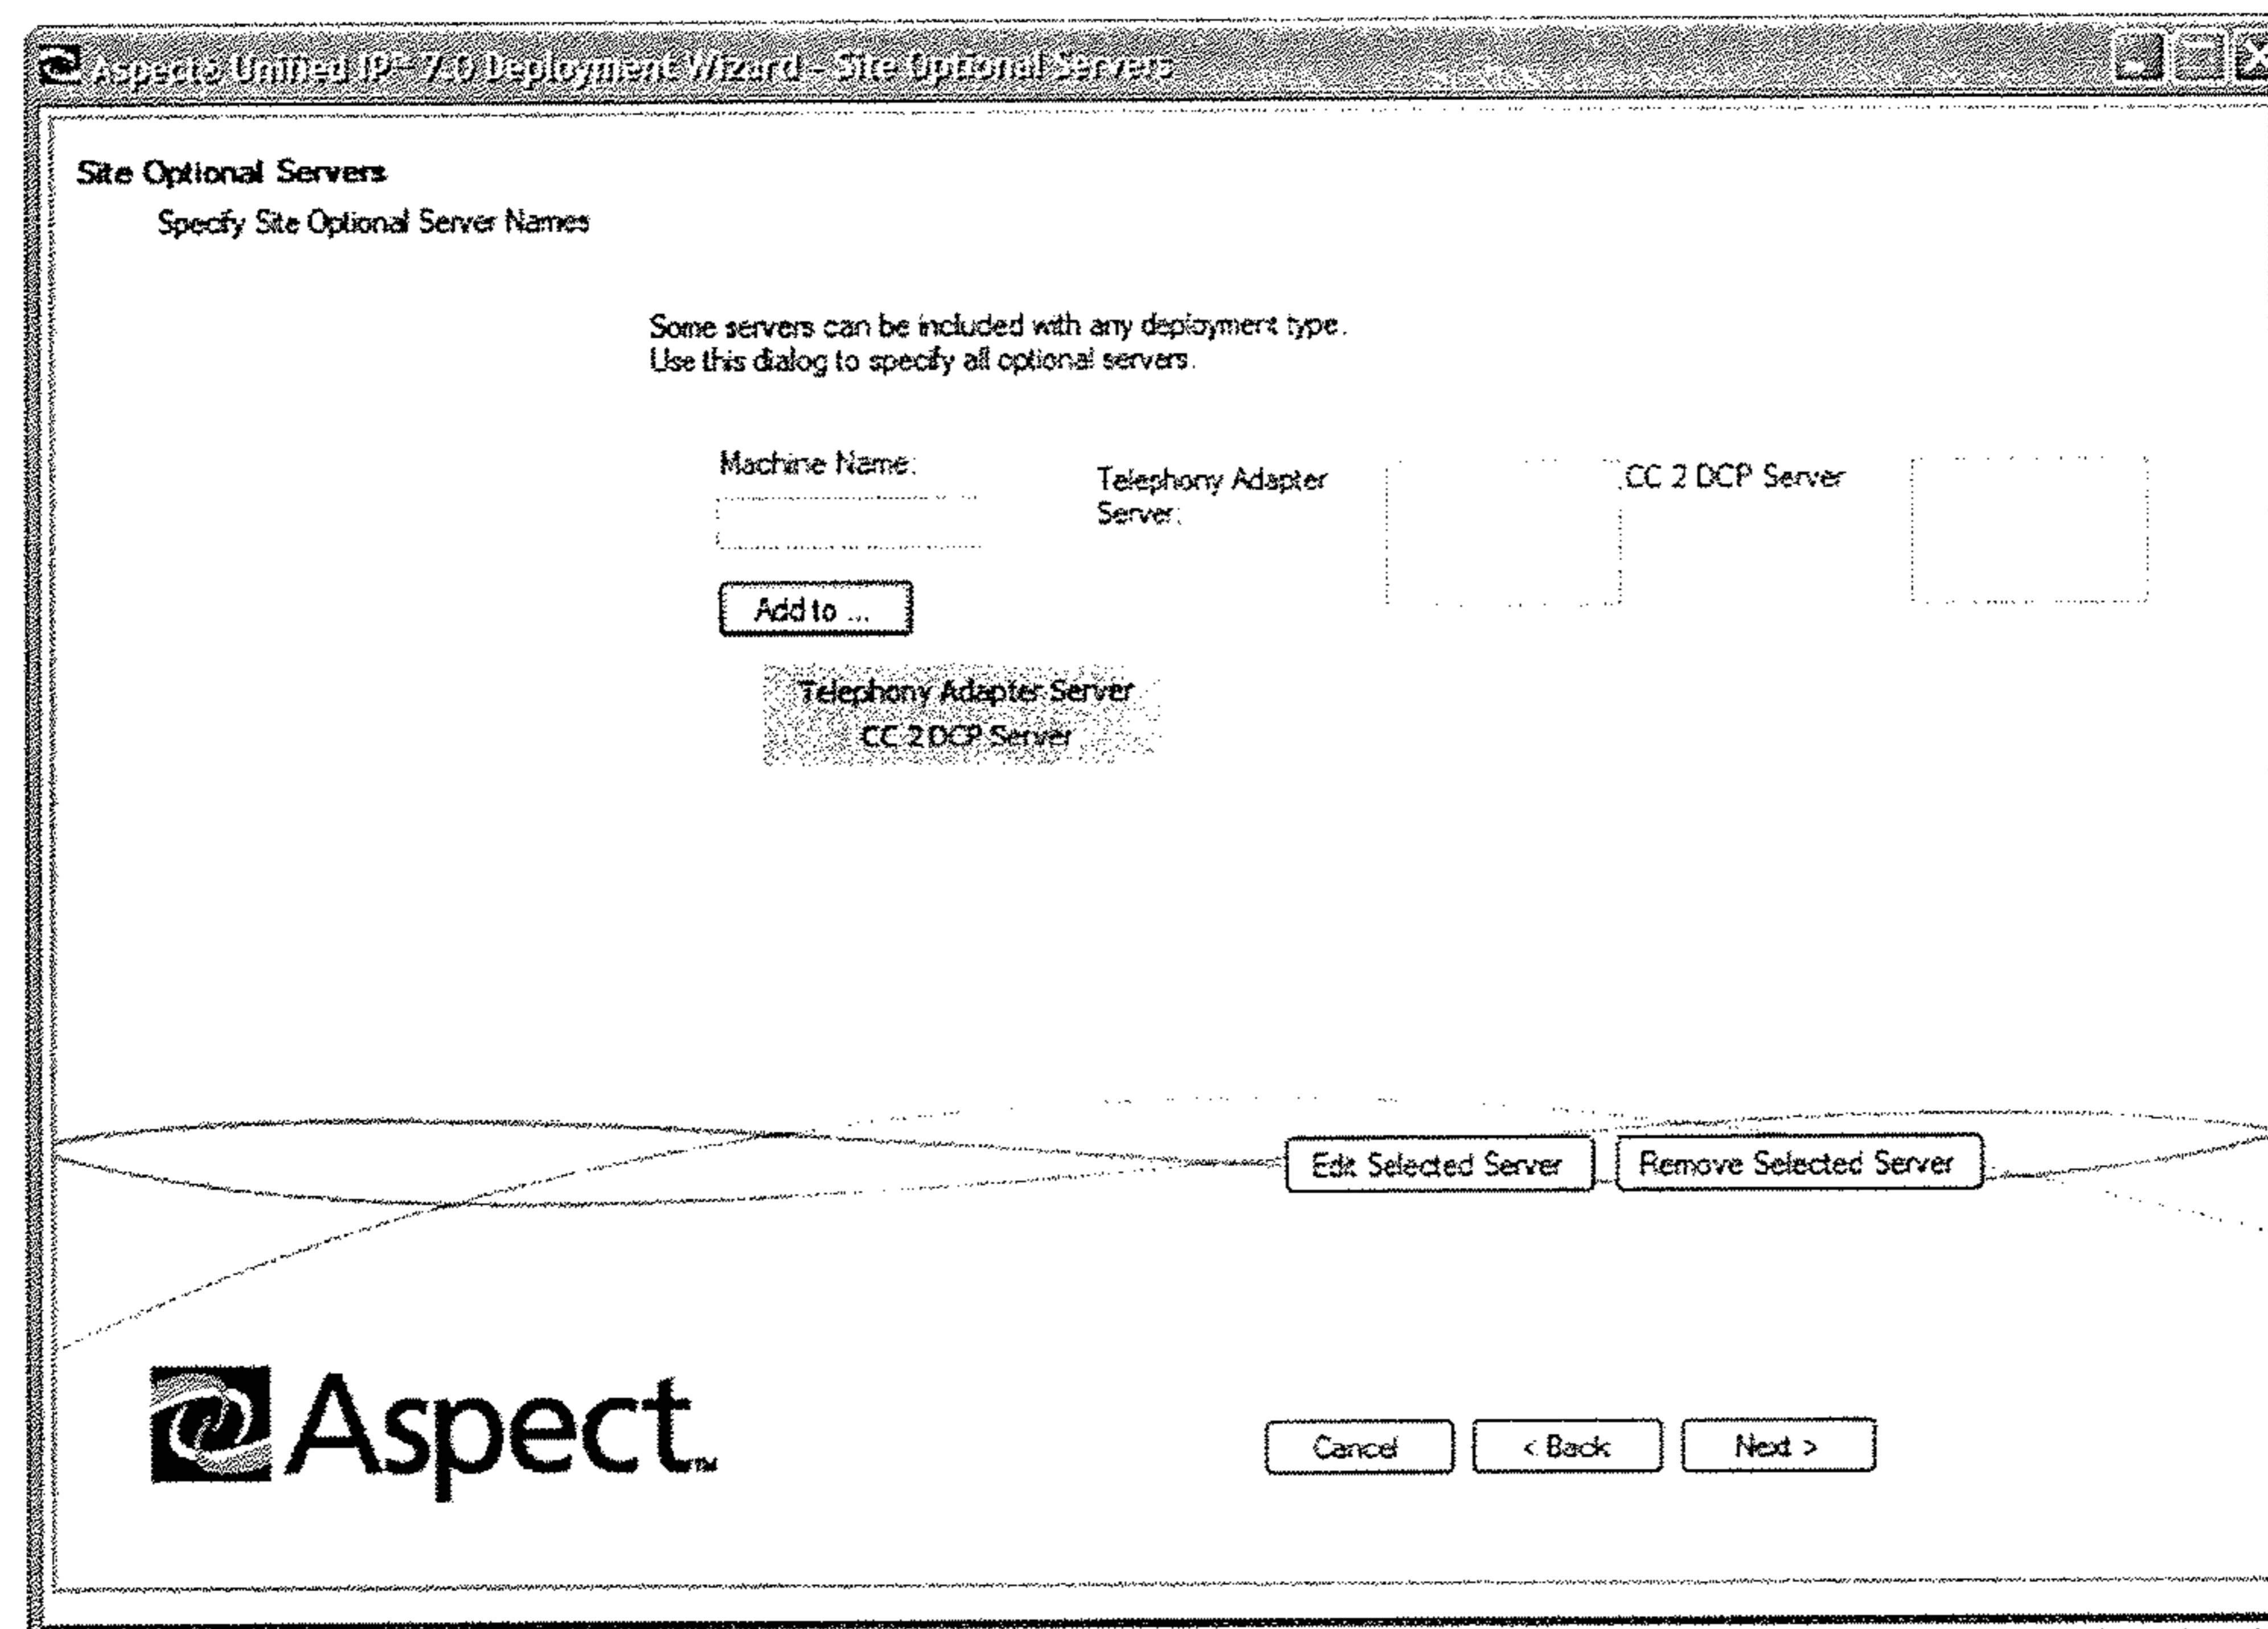 Aspect® Unified IP™ 7.0 Deployment Wizard - Site Optional Servers
Site Optional Servers
Specify Site Optional Server Names
Some servers can be included with any deployment type.
Use this dialog to specify all optional servers.
Machine Name:
Telephony Adapter
Server:
CC 2 DCP Server
Add to ...
Telephony Adapter Server
CC 2 DCP Server
Edit Selected Server
Remove Selected Server
Aspect™
Cancel
< Back
Next >